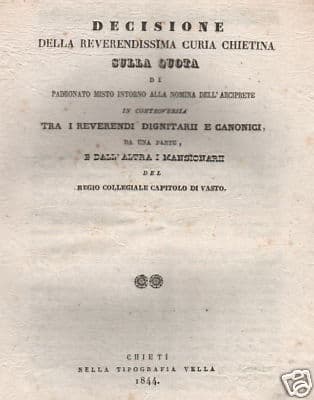 DECISIONE
DELLA REVERENDISSIMA CURIA CHIETINA
SULLA QUOTA
DI
PADRONATO MISTO INTORNO ALLA NOMINA DELL'ARCIPRETE
IN CONTROVERSIA
TRA I REVERENDI DIGNITARII E CANONICI,
DA UNA PARTE,
E DALL'ALTRA I MANSIONARII
DEL
REGIO COLLEGIALE CAPITOLO DI VASTO.
CHIETI
NELLA TIPOGRAFIA VELLA
1844.